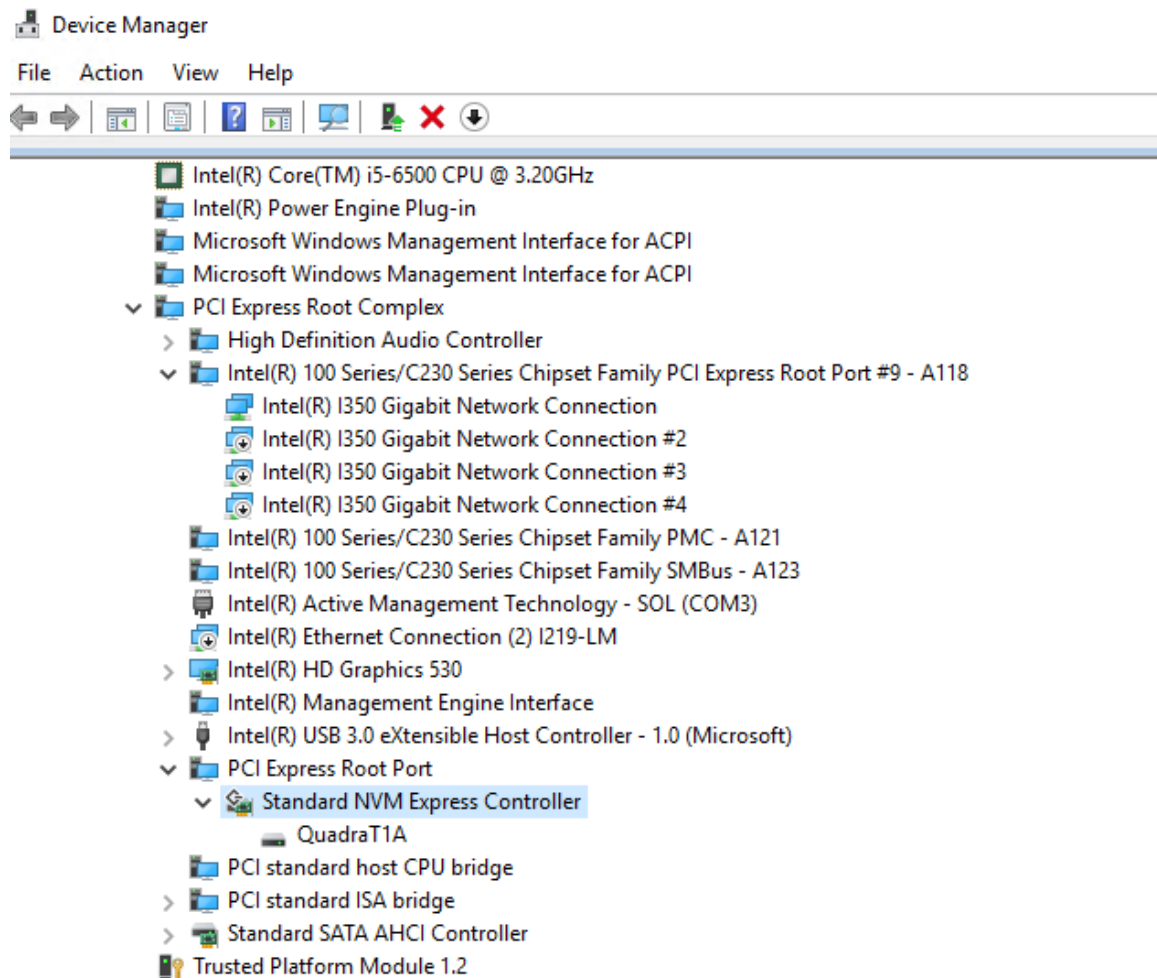 Device Manager
File Action View Help
Intel(R) Core(TM) i5-6500 CPU @ 3.20GHz
Intel(R) Power Engine Plug-in
Microsoft Windows Management Interface for ACPI
Microsoft Windows Management Interface for ACPI
PCI Express Root Complex
High Definition Audio Controller
Intel(R) 100 Series/C230 Series Chipset Family PCI Express Root Port #9 - A118
Intel(R) I350 Gigabit Network Connection
Intel(R) I350 Gigabit Network Connection #2
Intel(R) I350 Gigabit Network Connection #3
Intel(R) I350 Gigabit Network Connection #4
Intel(R) 100 Series/C230 Series Chipset Family PMC - A121
Intel(R) 100 Series/C230 Series Chipset Family SMBus - A123
Intel(R) Active Management Technology - SOL (COM3)
Intel(R) Ethernet Connection (2) I219-LM
Intel(R) HD Graphics 530
Intel(R) Management Engine Interface
Intel(R) USB 3.0 eXtensible Host Controller - 1.0 (Microsoft)
PCI Express Root Port
Standard NVM Express Controller
QuadraT1A
PCI standard host CPU bridge
PCI standard ISA bridge
Standard SATA AHCI Controller
Trusted Platform Module 1.2